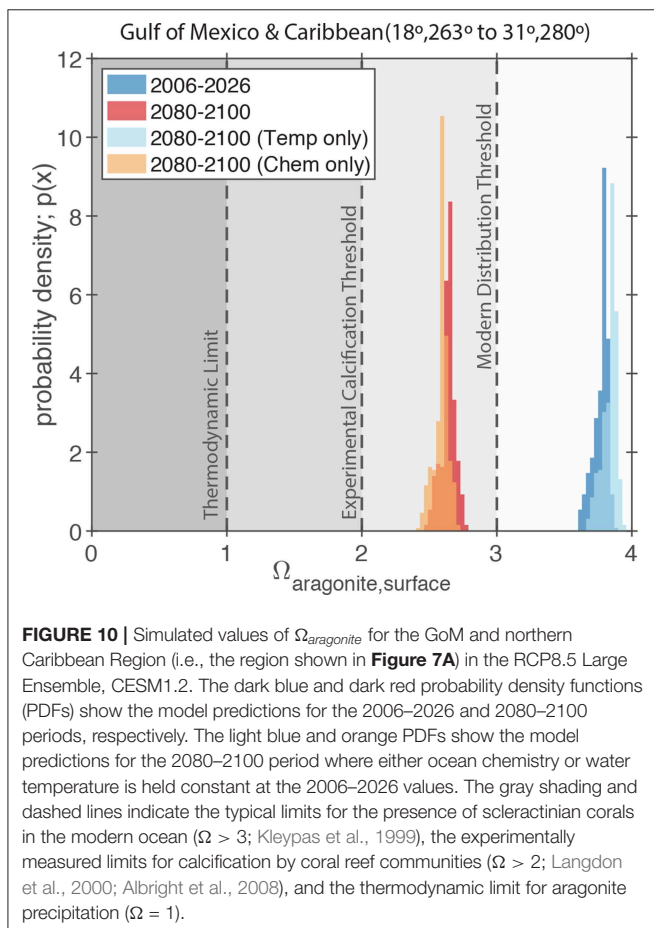 Gulf of Mexico & Caribbean(18º,263º to 31º,280º)
12
10
8
6
4
2
0
probability density; p(x)
2006-2026
2080-2100
2080-2100 (Temp only)
2080-2100 (Chem only)
Thermodynamic Limit
Experimental Calcification Threshold
Modern Distribution Threshold
0 1 2 3 4
Ωaragonite,surface
FIGURE 10 | Simulated values of Ωaragonite for the GoM and northern
Caribbean Region (i.e., the region shown in Figure 7A) in the RCP8.5 Large
Ensemble, CESM1.2. The dark blue and dark red probability density functions
(PDFs) show the model predictions for the 2006–2026 and 2080–2100
periods, respectively. The light blue and orange PDFs show the model
predictions for the 2080–2100 period where either ocean chemistry or water
temperature is held constant at the 2006–2026 values. The gray shading and
dashed lines indicate the typical limits for the presence of scleractinian corals
in the modern ocean (Ω > 3; Kleypas et al., 1999), the experimentally
measured limits for calcification by coral reef communities (Ω > 2; Langdon
et al., 2000; Albright et al., 2008), and the thermodynamic limit for aragonite
precipitation (Ω = 1).